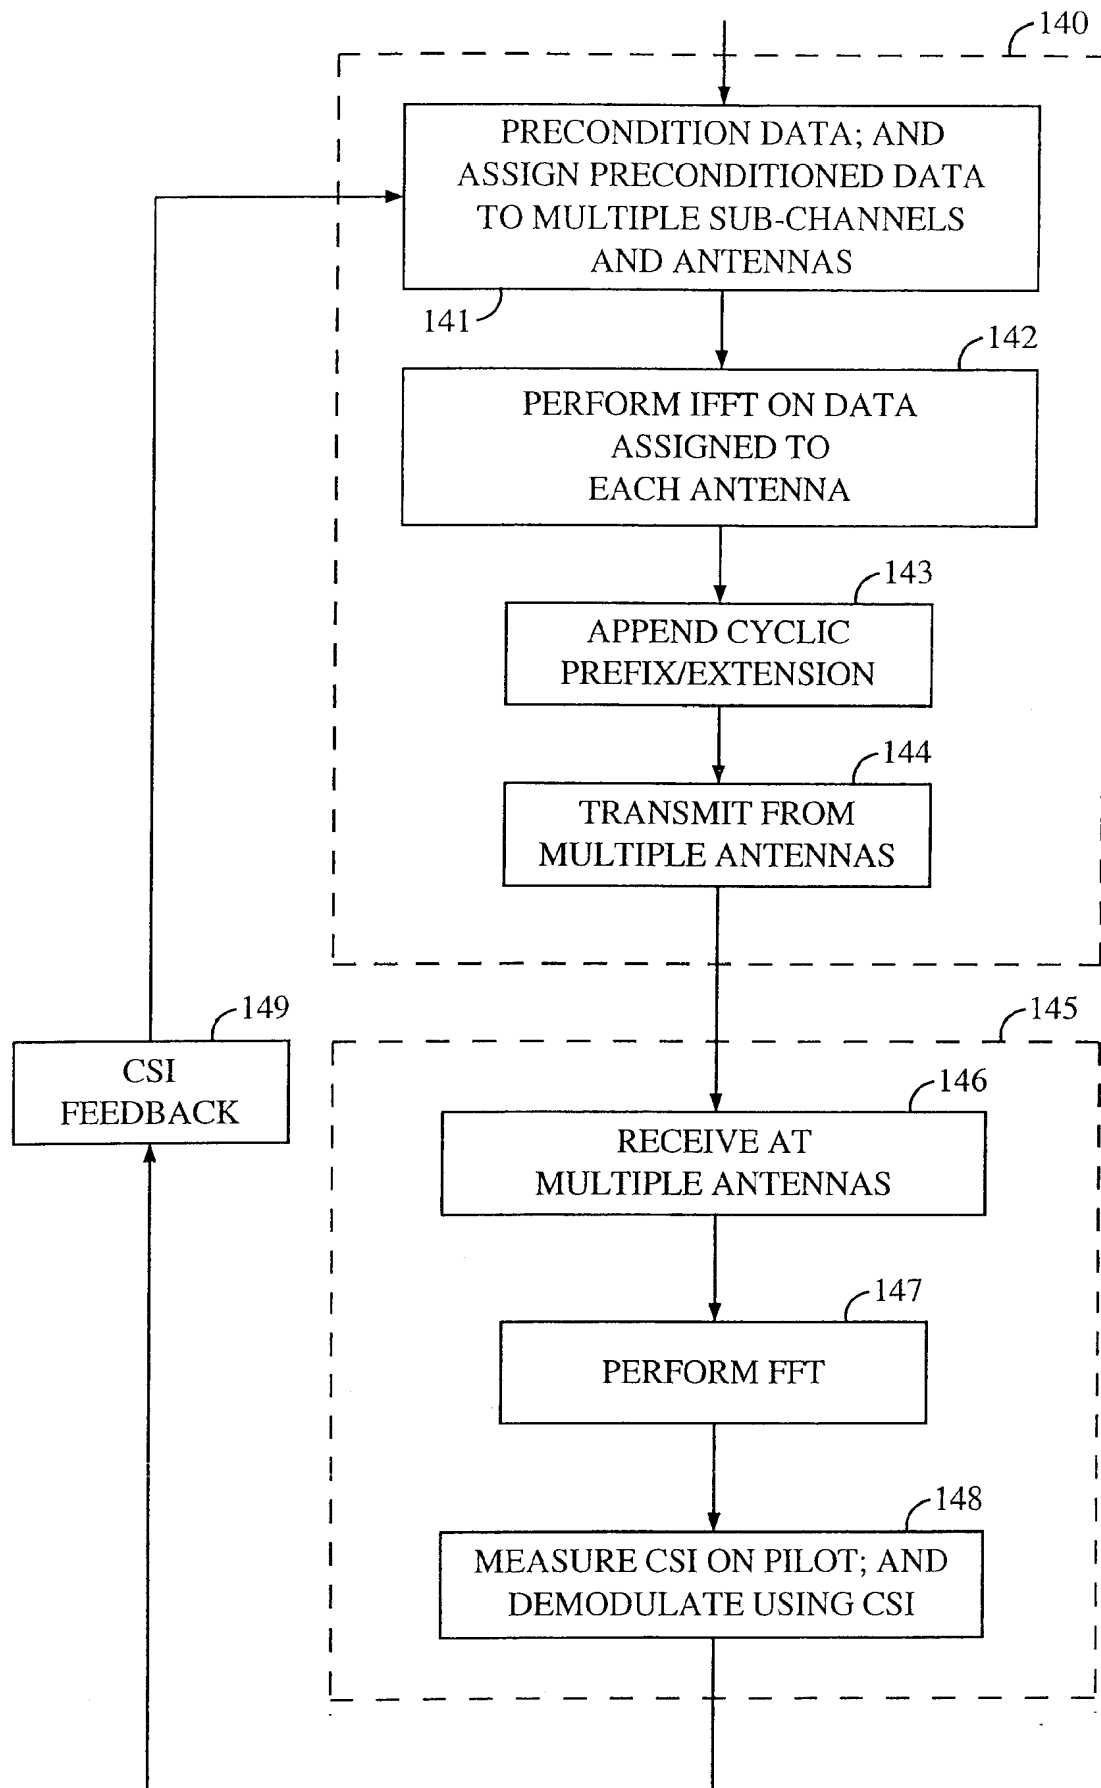 140
PRECONDITION DATA; AND
ASSIGN PRECONDITIONED DATA
TO MULTIPLE SUB-CHANNELS
AND ANTENNAS
141
142
PERFORM IFFT ON DATA
ASSIGNED TO
EACH ANTENNA
143
APPEND CYCLIC
PREFIX/EXTENSION
144
TRANSMIT FROM
MULTIPLE ANTENNAS
149
CSI
FEEDBACK
145
146
RECEIVE AT
MULTIPLE ANTENNAS
147
PERFORM FFT
148
MEASURE CSI ON PILOT; AND
DEMODULATE USING CSI